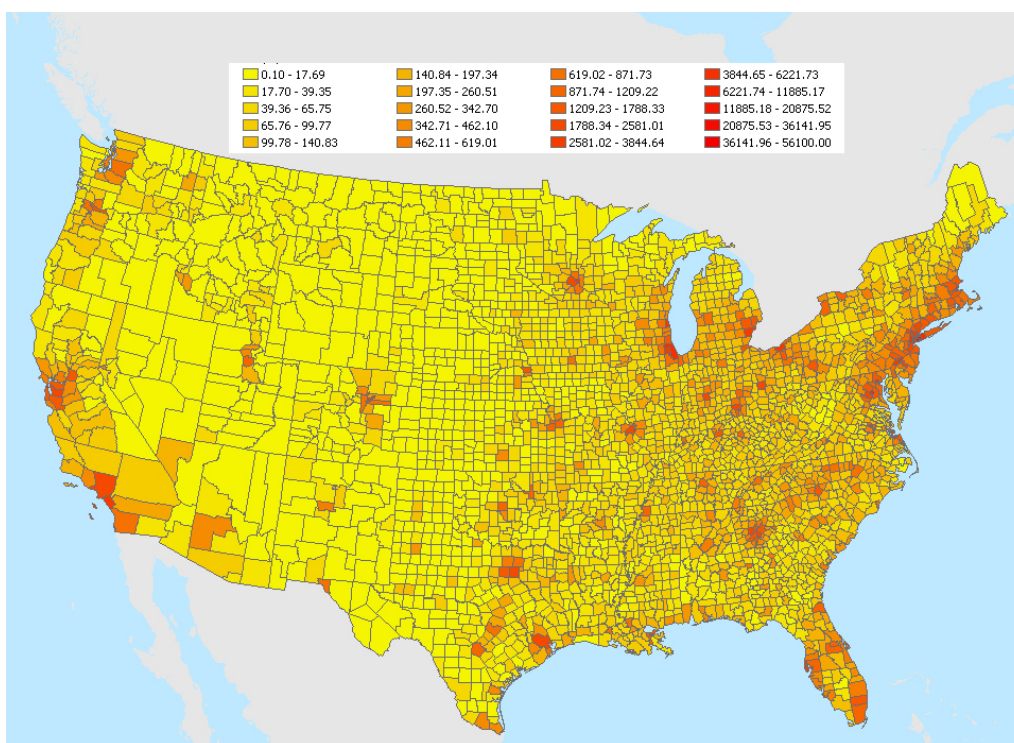 0.10 - 17.69 140.84 - 197.34 619.02 - 871.73 3844.65 - 6221.73
17.70 - 39.35 197.35 - 260.51 871.74 - 1209.22 6221.74 - 11885.17
39.36 - 65.75 260.52 - 342.70 1209.23 - 1788.33 11885.18 - 20875.52
65.76 - 99.77 342.71 - 462.10 1788.34 - 2581.01 20875.53 - 36141.95
99.78 - 140.83 462.11 - 619.01 2581.02 - 3844.64 36141.96 - 56100.00